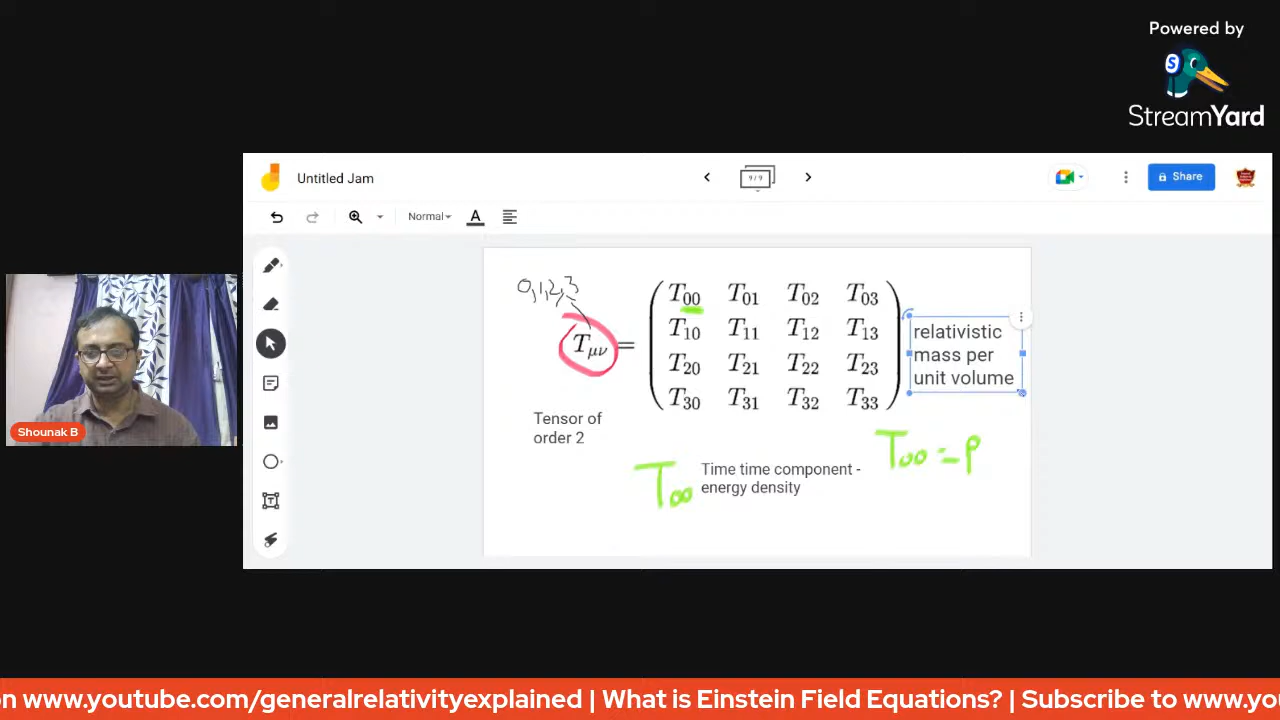 Powered by
S
StreamYard
Untitled Jam
9 / 9
Share
Normal
A
0,1,2,3
Tμν =
T00 T01 T02 T03
T10 T11 T12 T13
T20 T21 T22 T23
T30 T31 T32 T33
relativistic
mass per
unit volume
Tensor of
order 2
T00
Time time component -
energy density
T00 = ρ
Shounak B
on www.youtube.com/generalrelativityexplained | What is Einstein Field Equations? | Subscribe to www.yo